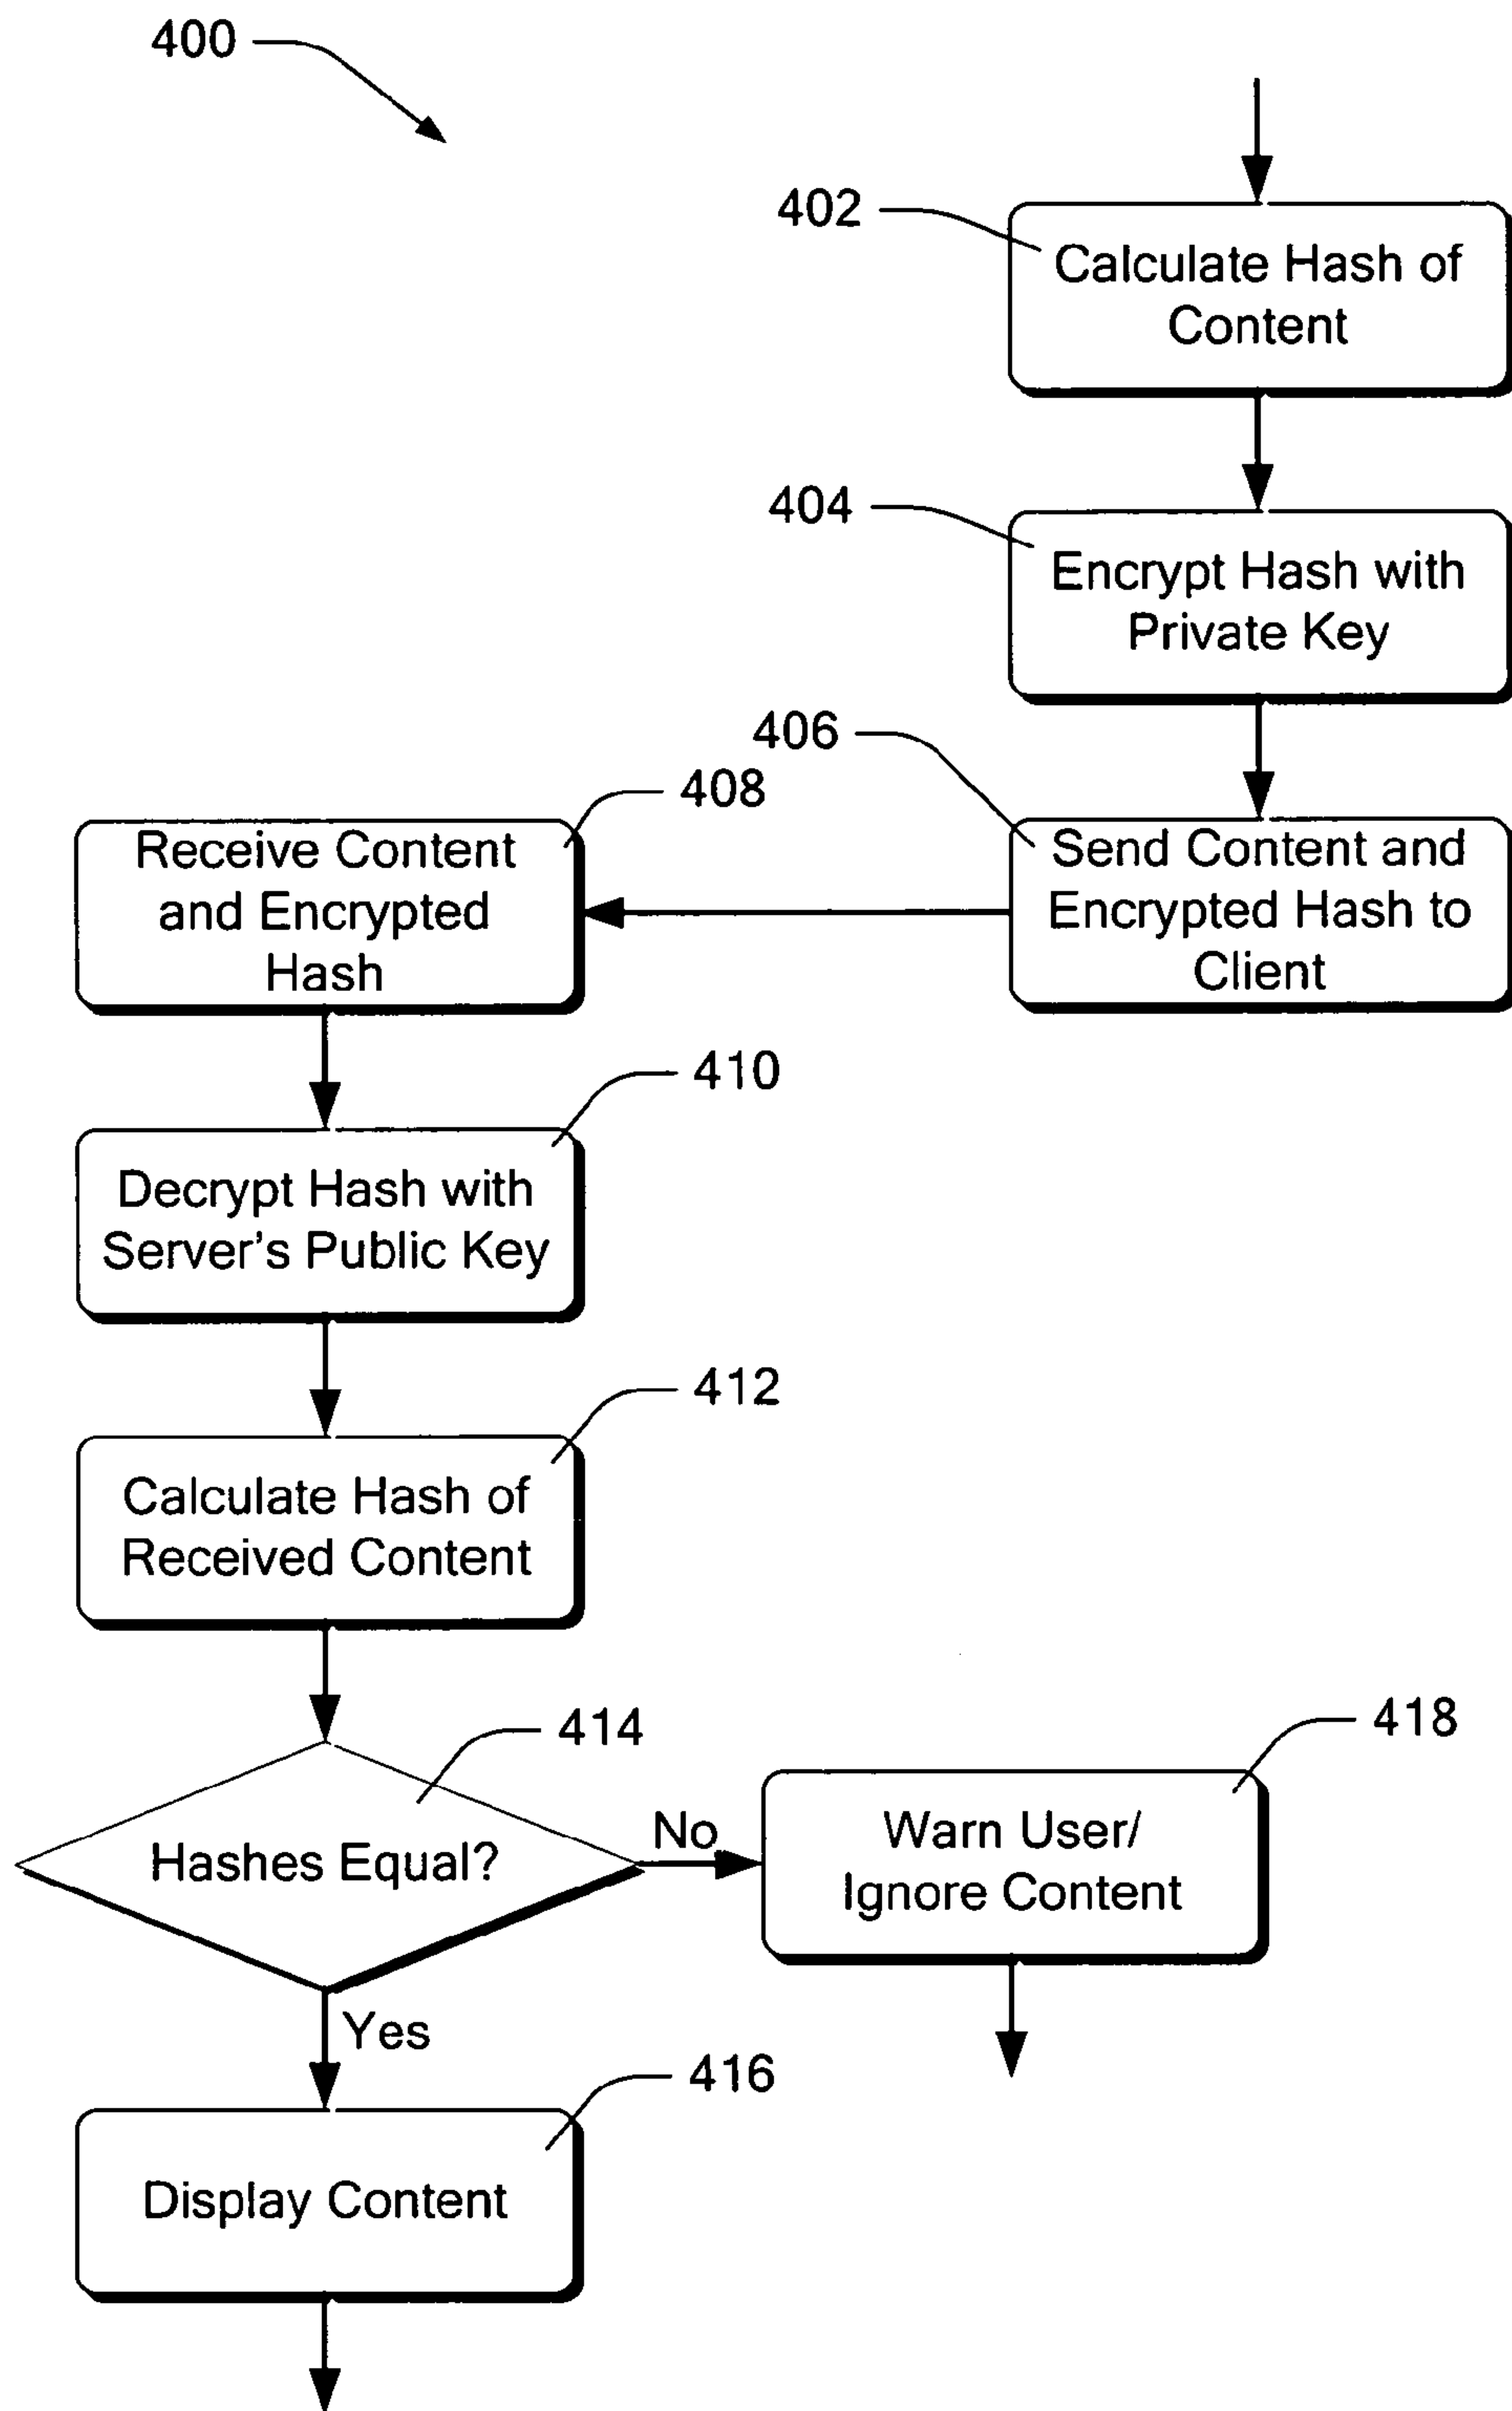 400
402
Calculate Hash of
Content
404
Encrypt Hash with
Private Key
406
Send Content and
Encrypted Hash to
Client
408
Receive Content
and Encrypted
Hash
410
Decrypt Hash with
Server's Public Key
412
Calculate Hash of
Received Content
414
Hashes Equal?
No
418
Warn User/
Ignore Content
Yes
416
Display Content